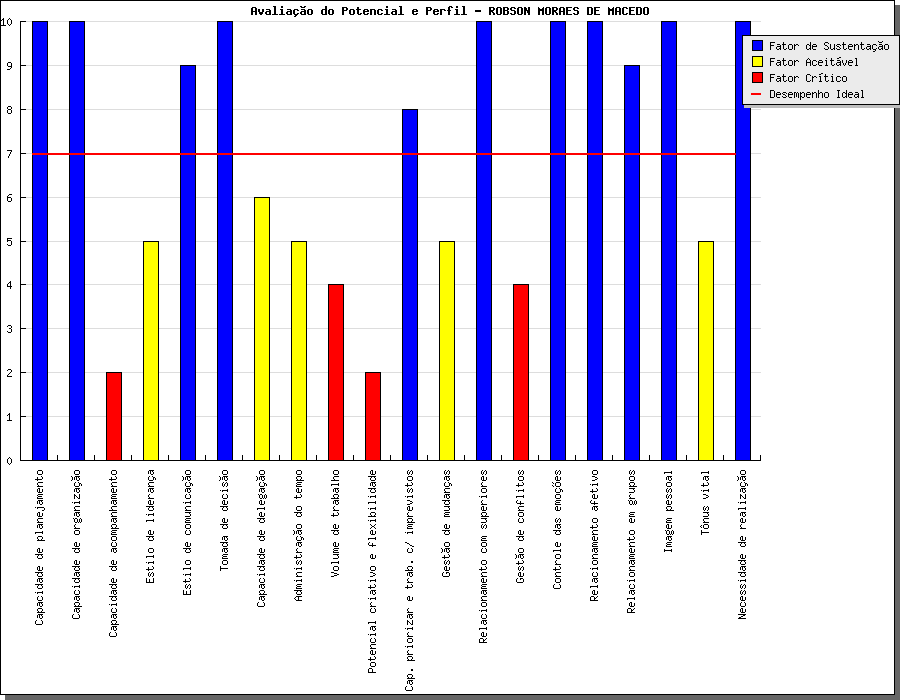 Avaliação do Potencial e Perfil - ROBSON MORAES DE MACEDO
Fator de Sustentação
Fator Aceitável
Fator Crítico
Desempenho Ideal
10
9
8
7
6
5
4
3
2
1
0
Capacidade de planejamento
Capacidade de organização
Capacidade de acompanhamento
Estilo de liderança
Estilo de comunicação
Tomada de decisão
Capacidade de delegação
Administração do tempo
Volume de trabalho
Potencial criativo e flexibilidade
Cap. priorizar e trab. c/ imprevistos
Gestão de mudanças
Relacionamento com superiores
Gestão de conflitos
Controle das emoções
Relacionamento afetivo
Relacionamento em grupos
Imagem pessoal
Tônus vital
Necessidade de realização